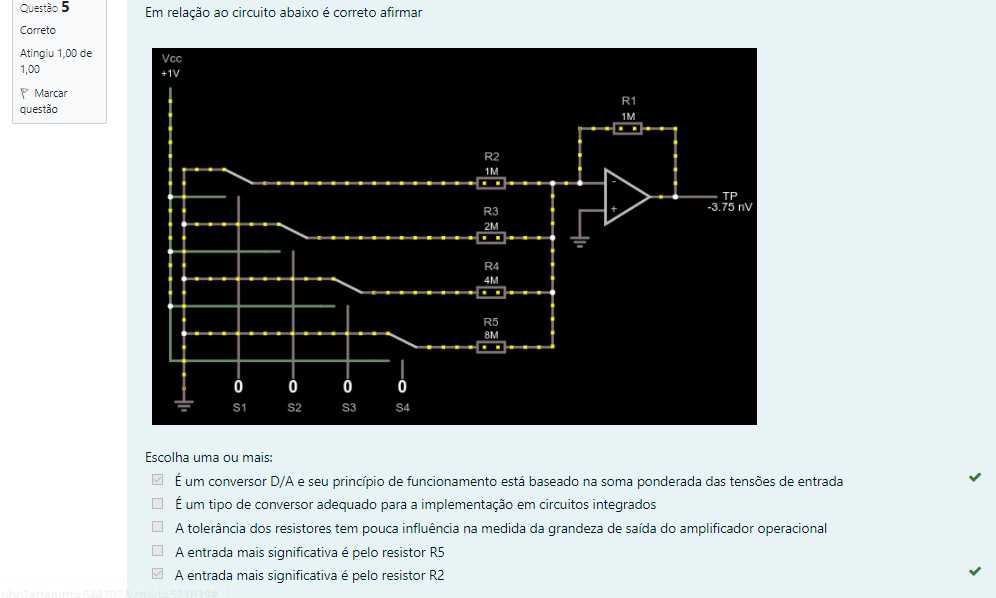 Questão 5
Correto
Atingiu 1,00 de
1,00
Marcar
questão
Em relação ao circuito abaixo é correto afirmar
Vcc
+1V
R1
1M
R2
1M
-
+
TP
-3.75 nV
R3
2M
R4
4M
R5
8M
0 0 0 0
S1 S2 S3 S4
Escolha uma ou mais:
É um conversor D/A e seu princípio de funcionamento está baseado na soma ponderada das tensões de entrada
É um tipo de conversor adequado para a implementação em circuitos integrados
A tolerância dos resistores tem pouca influência na medida da grandeza de saída do amplificador operacional
A entrada mais significativa é pelo resistor R5
A entrada mais significativa é pelo resistor R2